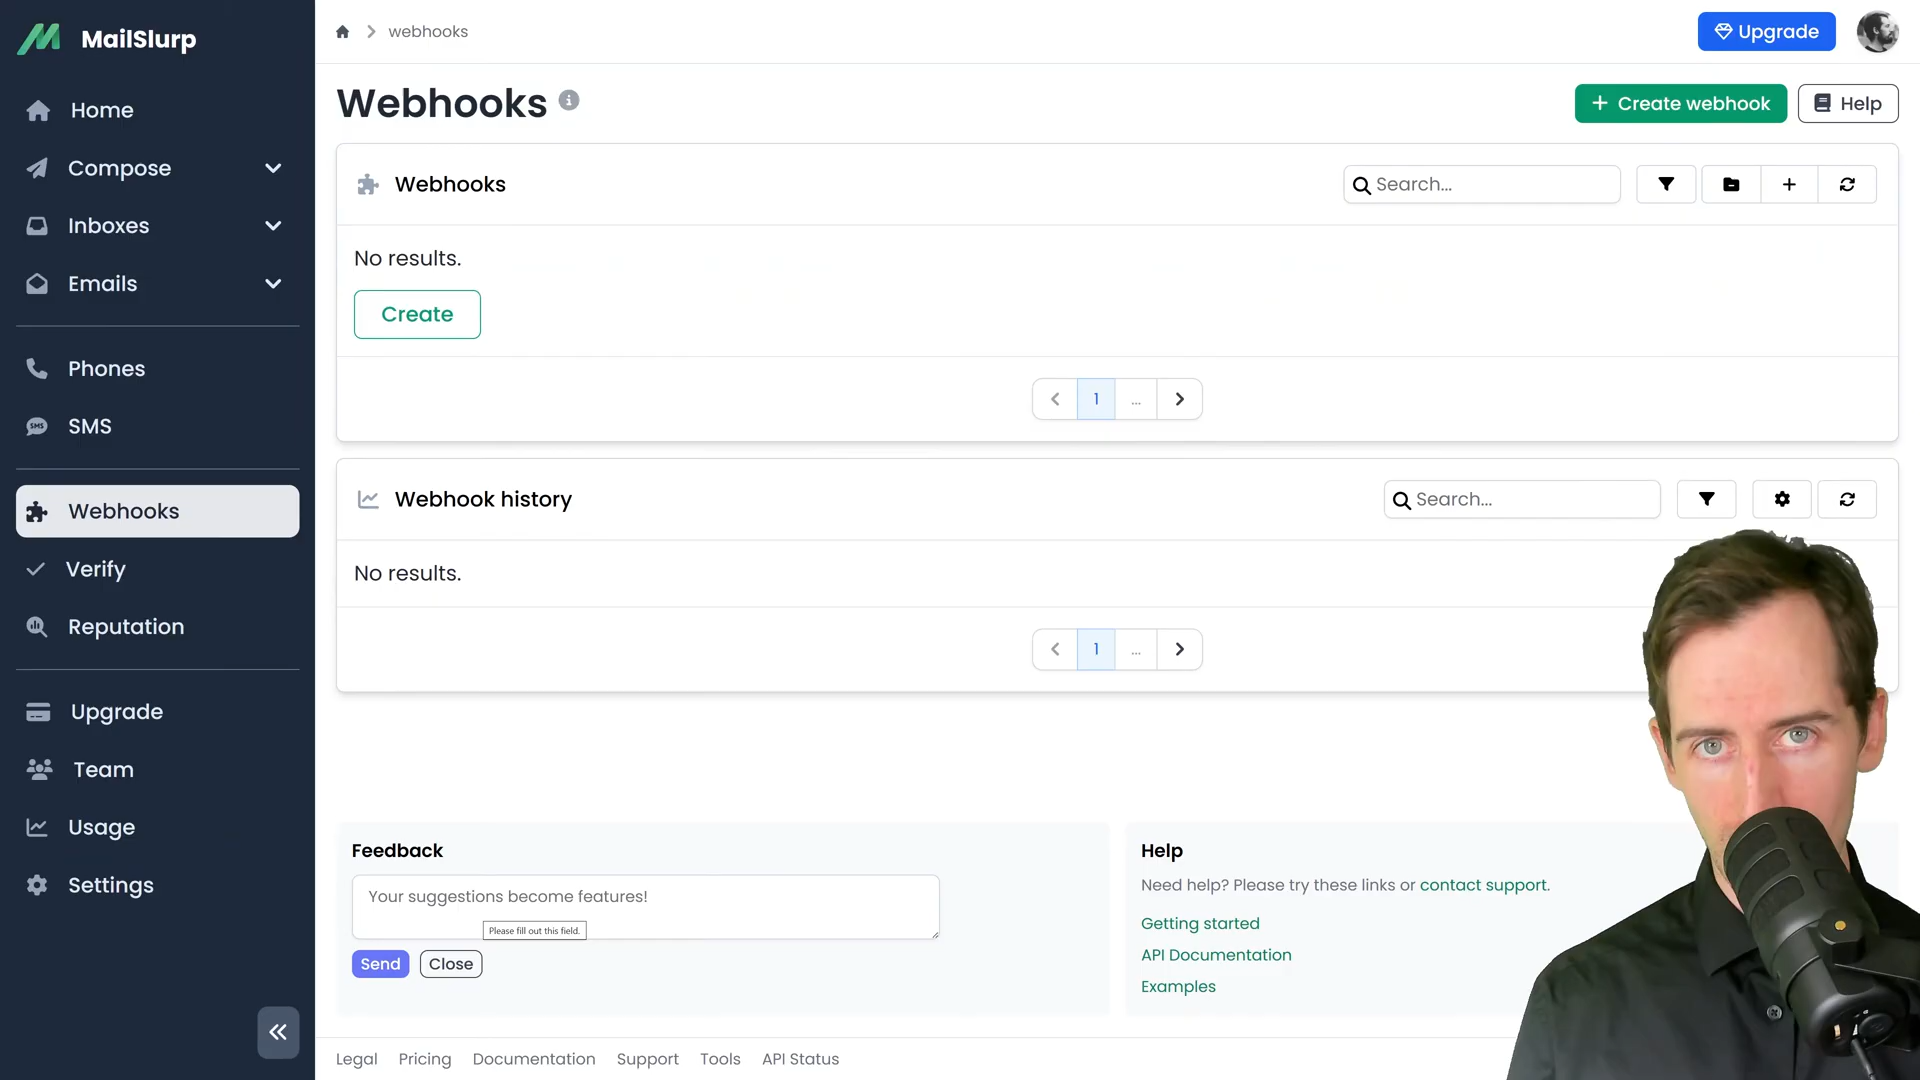 MailSlurp
Home
Compose
Inboxes
Emails
Phones
SMS
Webhooks
Verify
Reputation
Upgrade
Team
Usage
Settings
webhooks
Upgrade
Webhooks
Create webhook
Help
Webhooks
Search...
No results.
Create
1
...
Webhook history
Search...
No results.
1
...
Feedback
Your suggestions become features!
Please fill out this field.
Send
Close
Help
Need help? Please try these links or contact support.
Getting started
API Documentation
Examples
Legal
Pricing
Documentation
Support
Tools
API Status